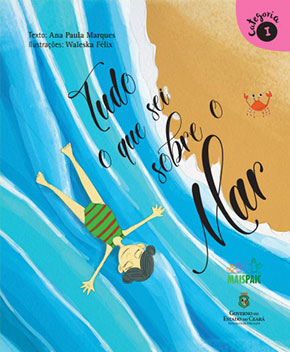 Categoria
I
Texto: Ana Paula Marques
Ilustrações: Waleska Félix
Tudo
o que sei
sobre o
Mar
MAISPAIC
GOVERNO DO
ESTADO DO CEARÁ